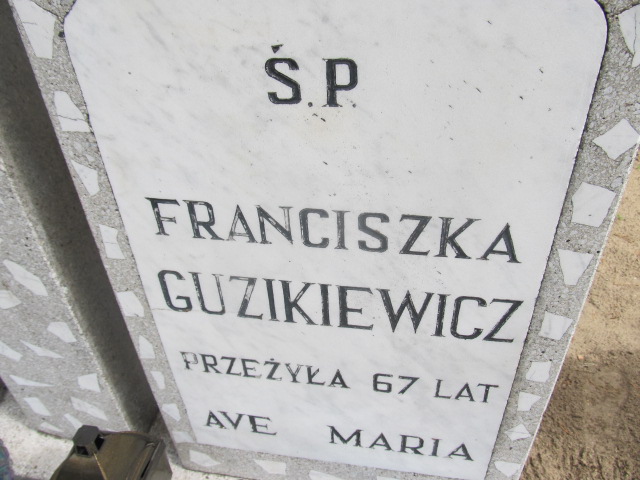 Ś.P
FRANCISZKA
GUZIKIEWICZ
PRZEŻYŁA 67 LAT
AVE MARIA